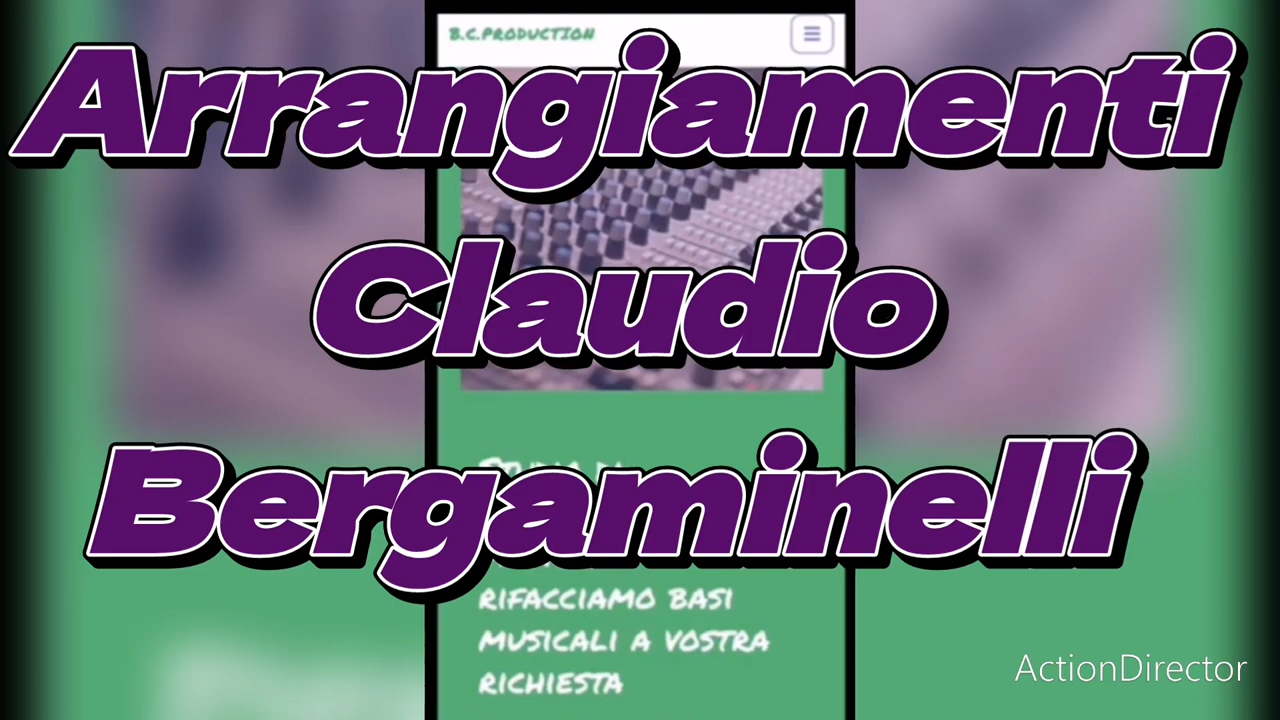 B.C.PRODUCTION
Arrangiamenti
Claudio
Bergaminelli
RIFACCIAMO BASI
MUSICALI A VOSTRA
RICHIESTA
ActionDirector